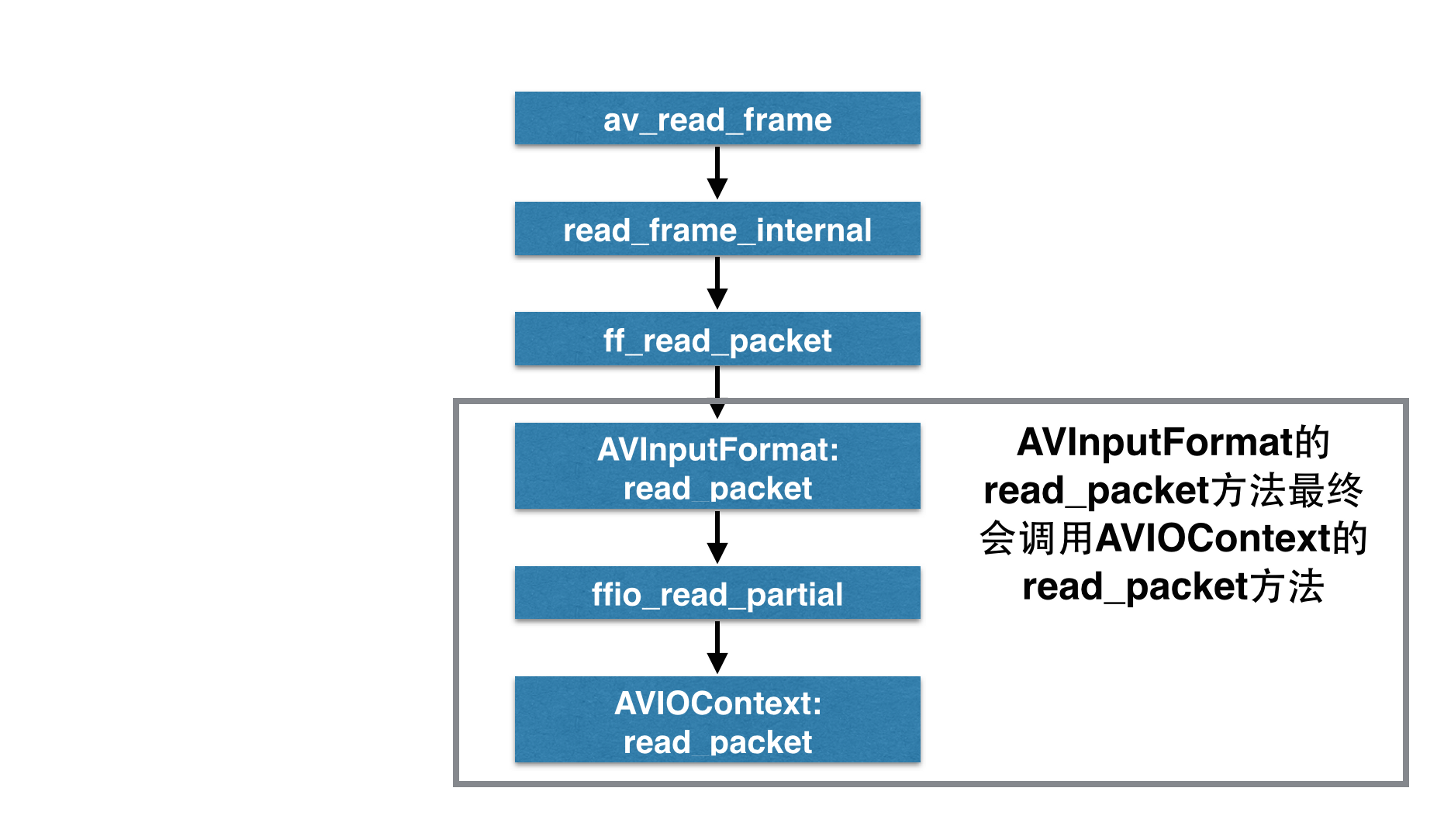 av_read_frame
read_frame_internal
ff_read_packet
AVInputFormat:
read_packet
ffio_read_partial
AVIOContext:
read_packet
AVInputFormat的
read_packet方法最终
会调用AVIOContext的
read_packet方法